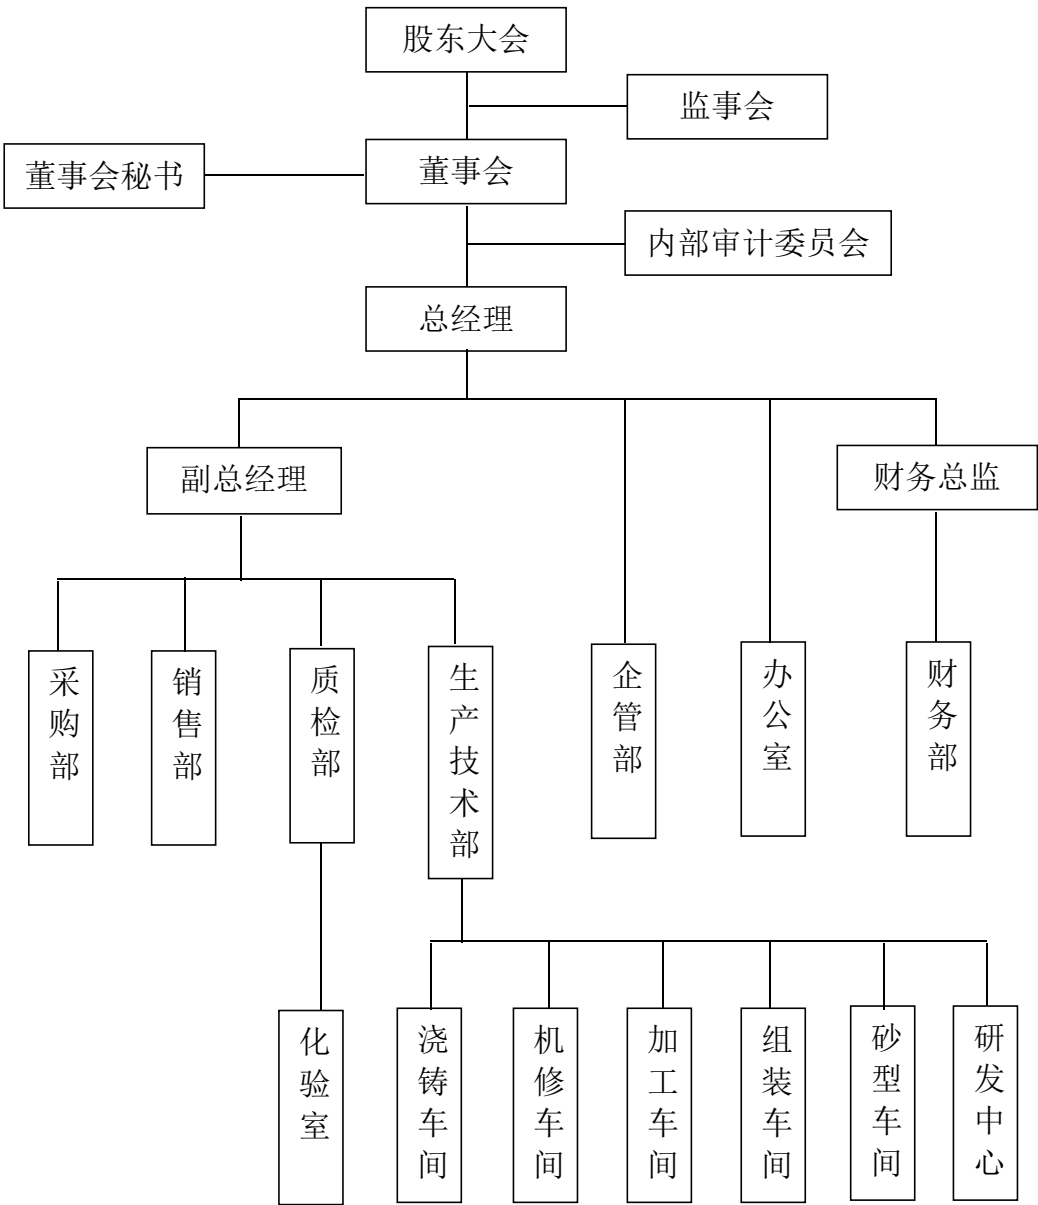 股东大会
监事会
董事会秘书
董事会
内部审计委员会
总经理
副总经理
财务总监
采购部
销售部
质检部
生产技术部
企管部
办公室
财务部
化验室
浇铸车间
机修车间
加工车间
组装车间
砂型车间
研发中心